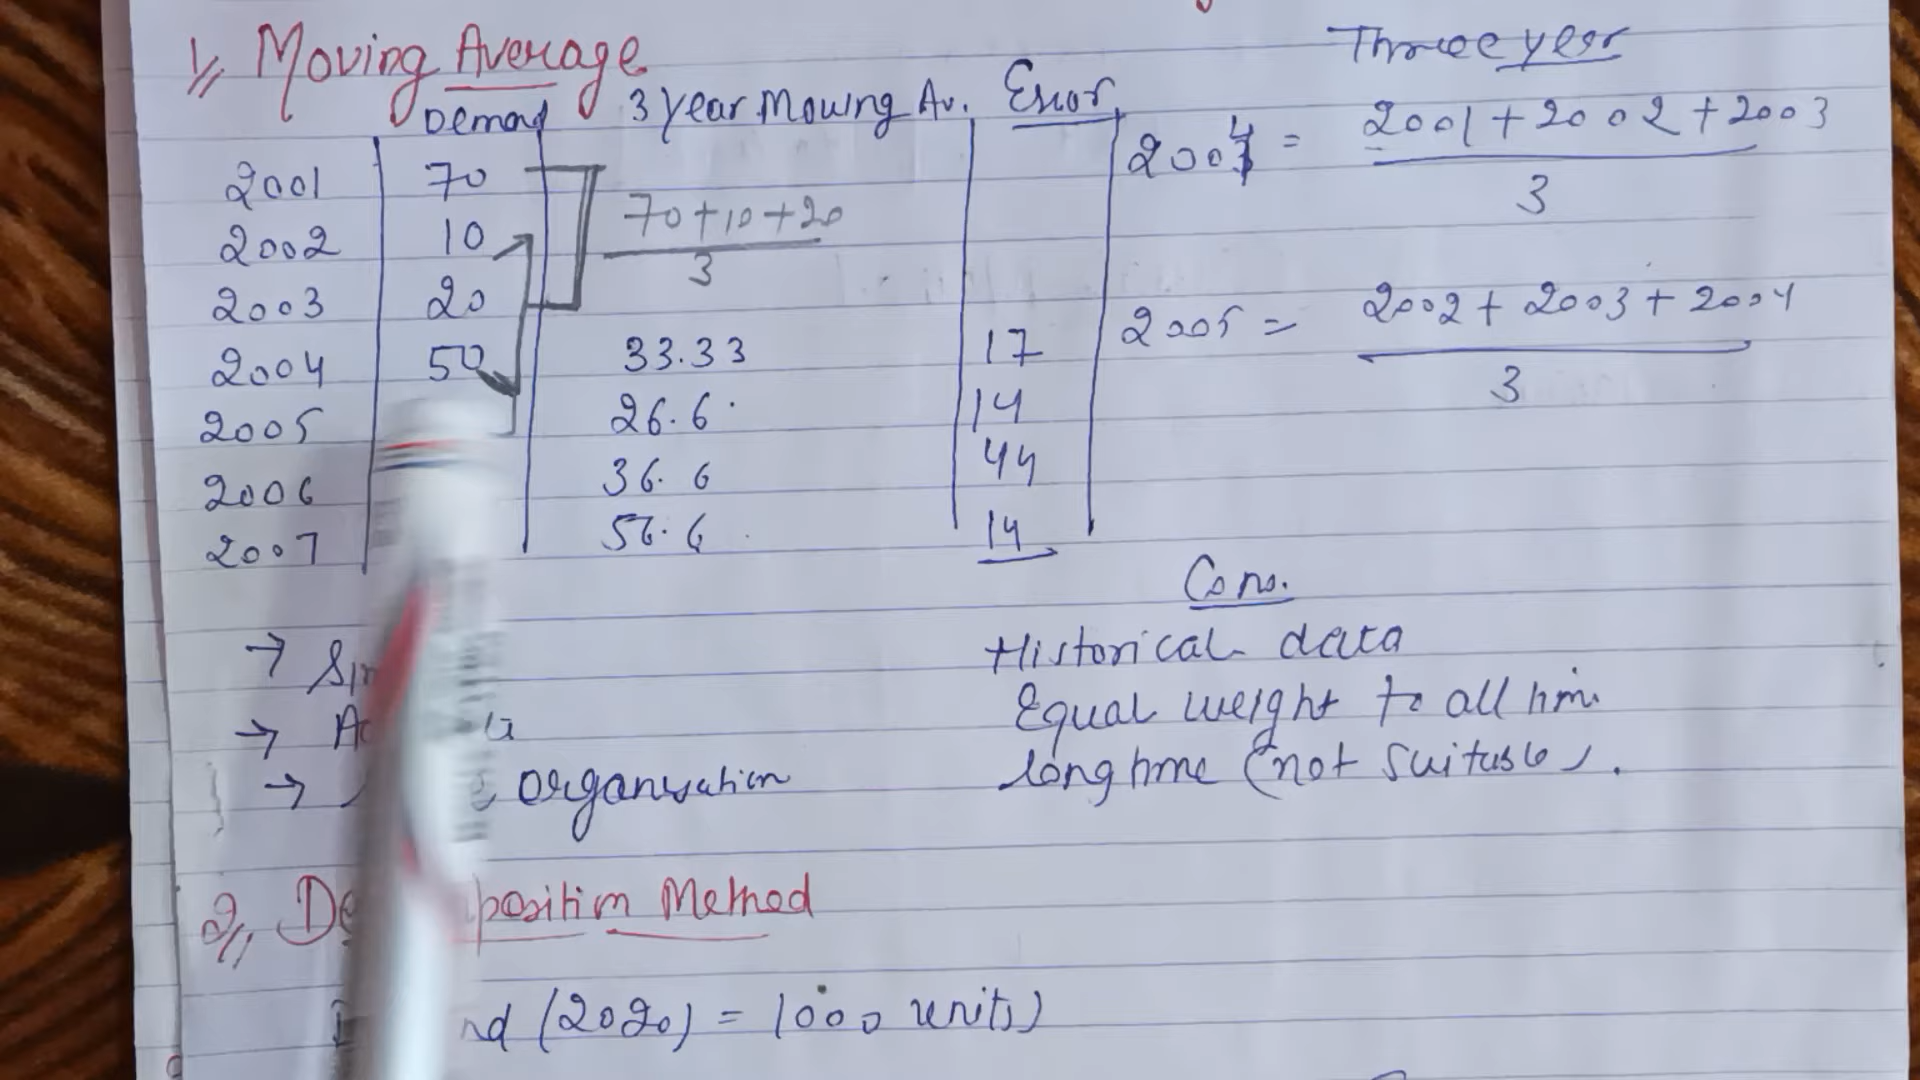 1// Moving Average
Demand 3 year Moving Av. Error
2001 70
2002 10
2003 20
2004 50 33.33 17
2005 26.6 14
2006 36.6 44
2007 56.6 14
70+10+20
3
Three year
2004 = 2001+2002+2003
3
2005 = 2002+2003+2004
3
→
→
→ organisation
Cons.
Historical data
Equal weight to all
long time (not suitable).
2// Method
(2020) = 1000 units)